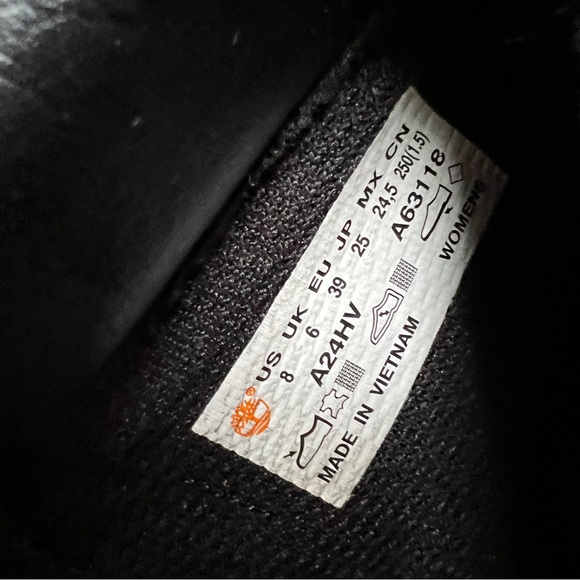 US UK EU JP MX CN
8 6 39 25 24.5 250(1.5)
A24HV A63118
MADE IN VIETNAM WOMENS